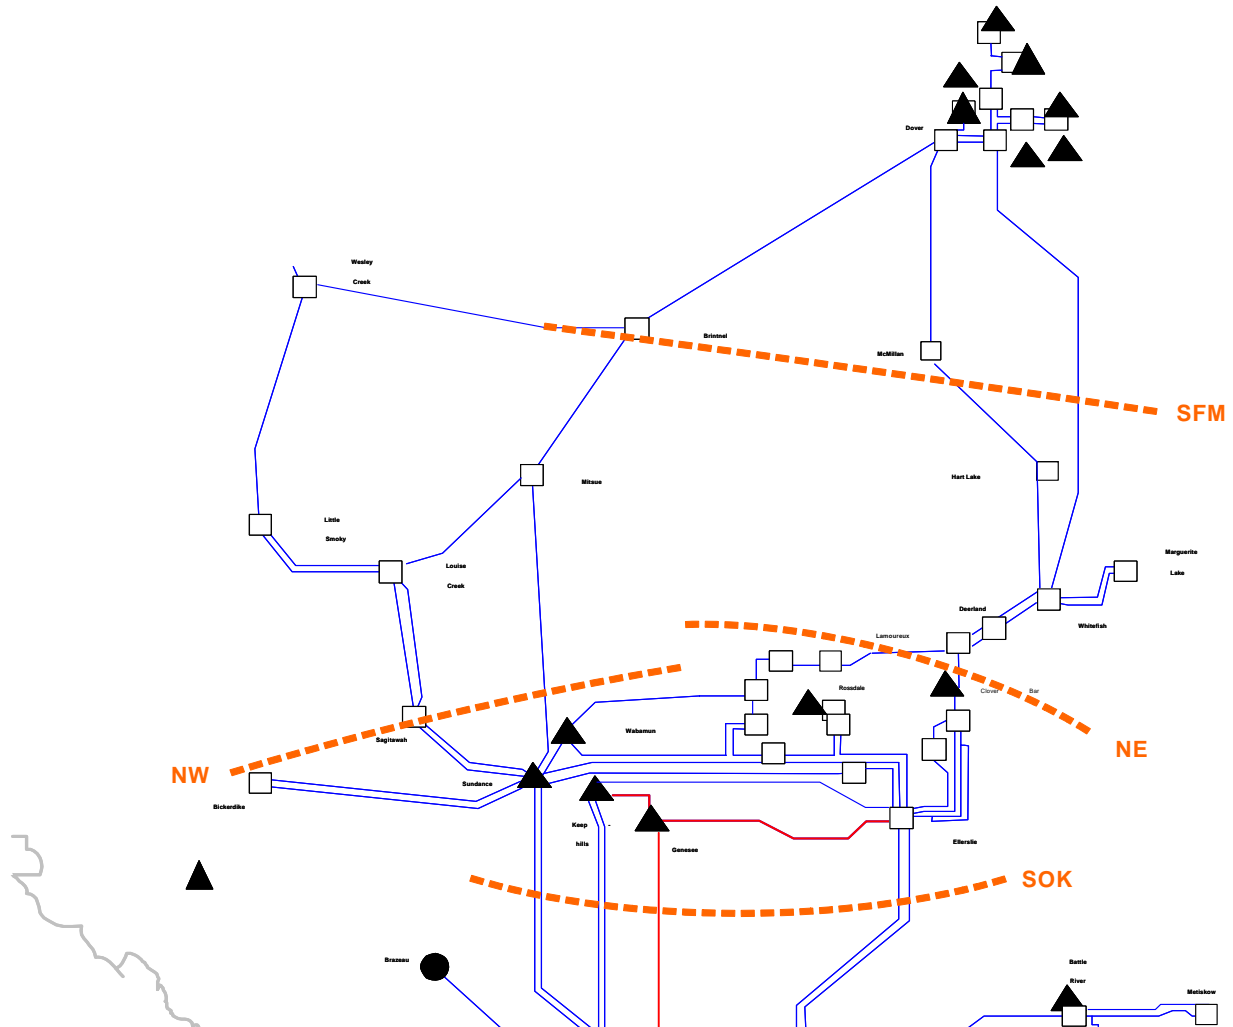 Dover
Wesley
Creek
Brintnel
McMillan
SFM
Hart Lake
Mitsue
Little
Smoky
Louise
Creek
Marguerite
Lake
Deerland
Whitefish
Lamoureux
Rossdale
Clover Bar
Wabamun
Sagitawah
NE
NW
Sundance
Bickerdike
Keep -
hills
Genesee
Ellerslie
SOK
Brazeau
Battle
River
Metiskow